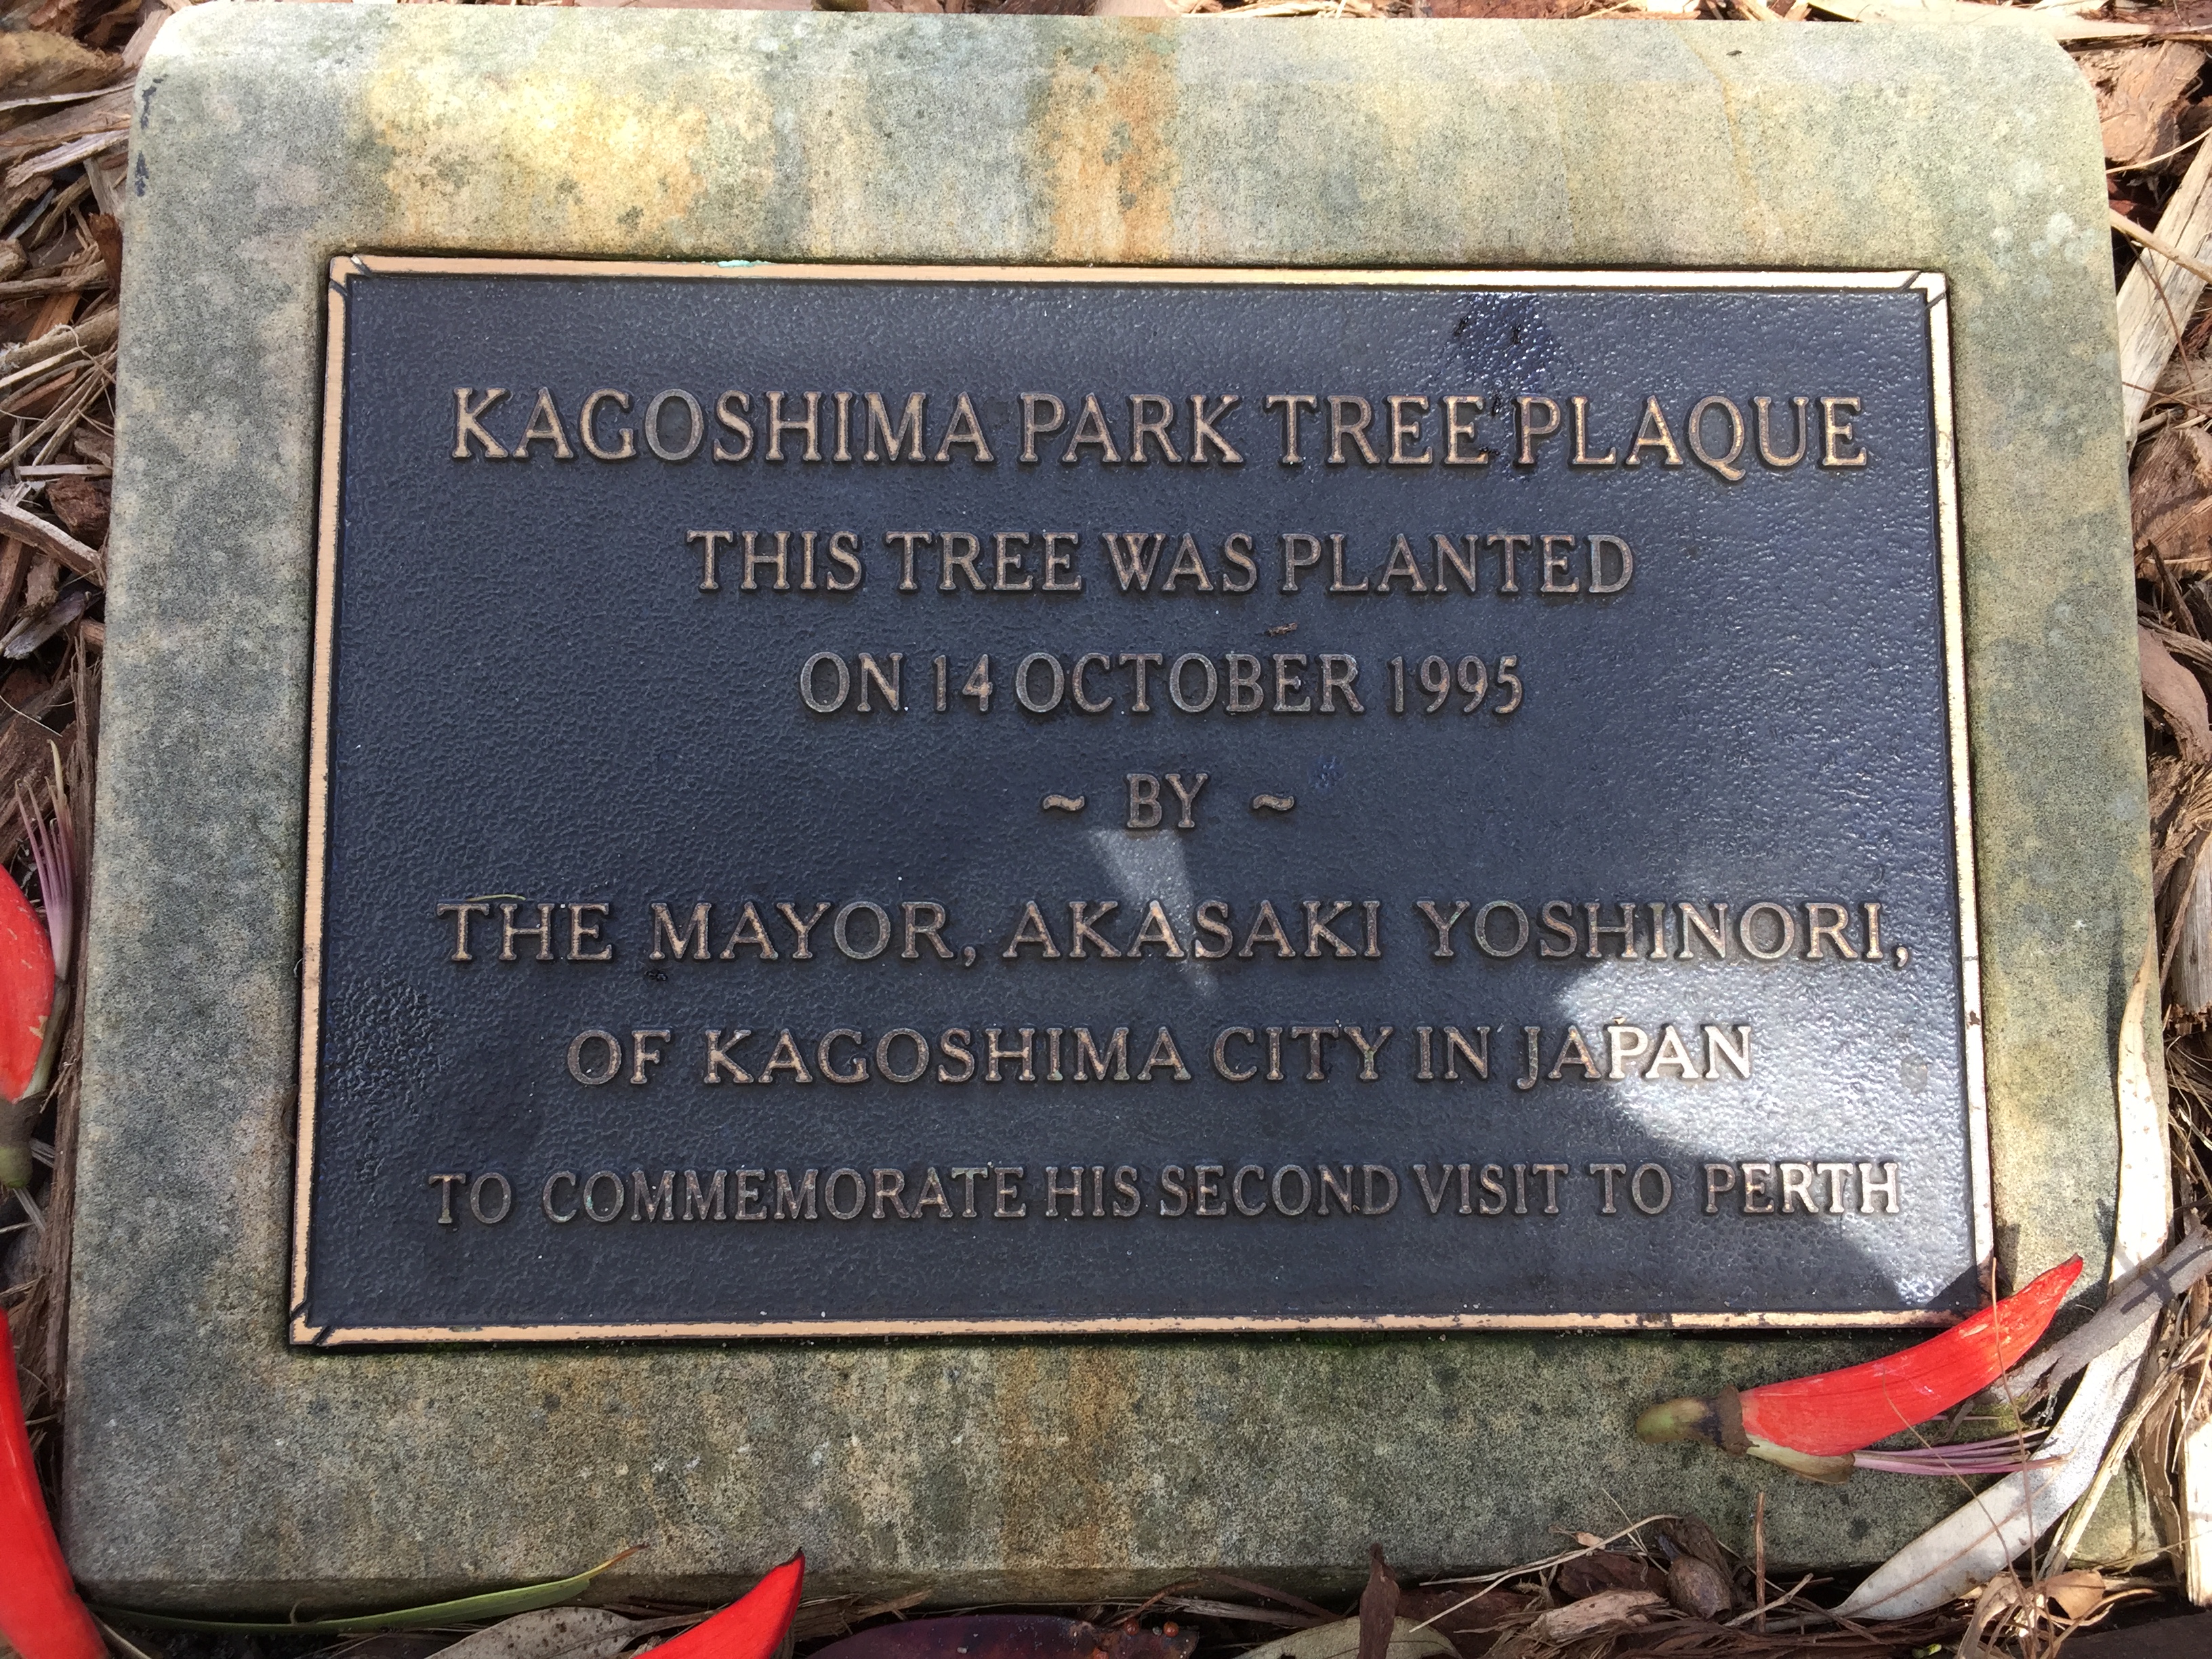 KAGOSHIMA PARK TREE PLAQUE
THIS TREE WAS PLANTED
ON 14 OCTOBER 1995
~ BY ~
THE MAYOR, AKASAKI YOSHINORI,
OF KAGOSHIMA CITY IN JAPAN
TO COMMEMORATE HIS SECOND VISIT TO PERTH